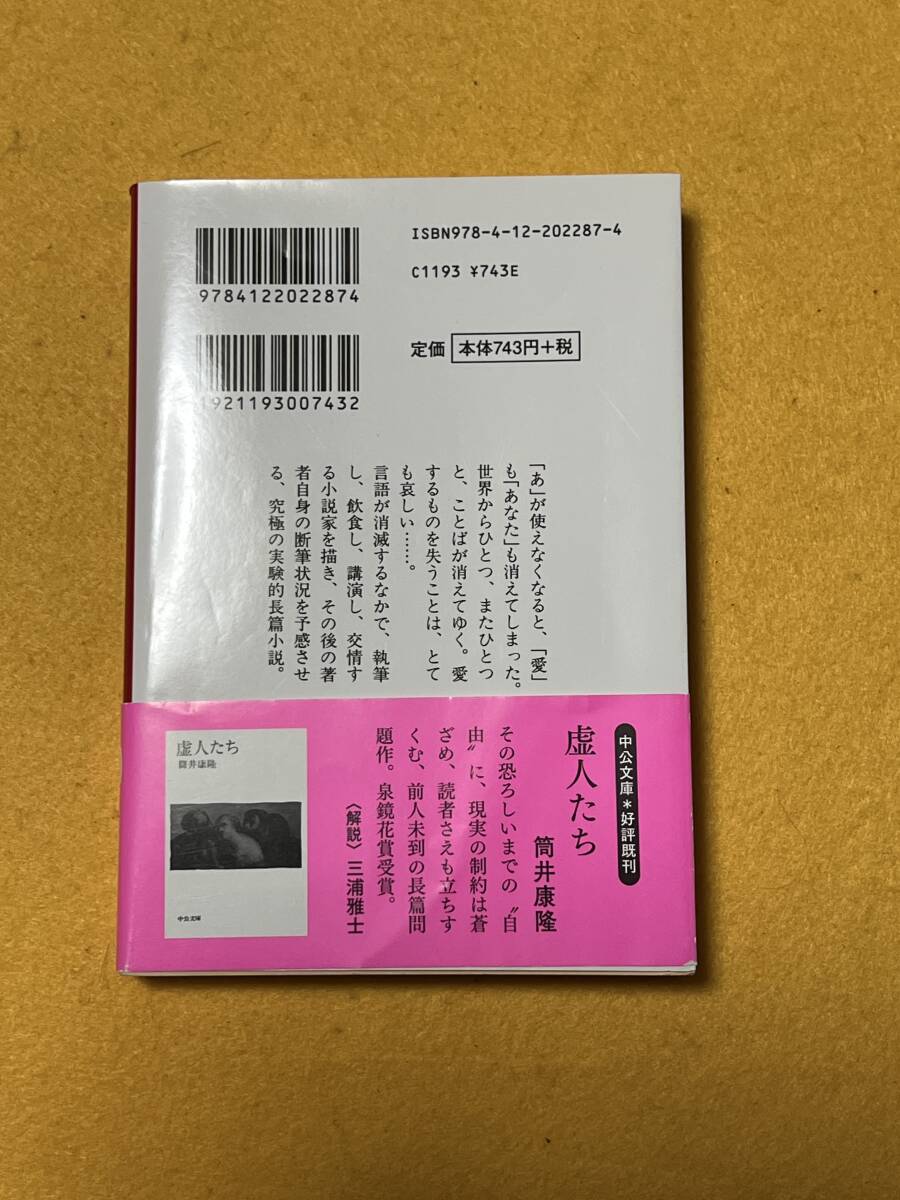 ISBN978-4-12-202287-4
C1193 ¥743E
9784122022874
定価 本体743円+税
1921193007432
「あ」が使えなくなると、「愛」
も「あなた」も消えてしまった。
世界からひとつ、またひとつ
と、ことばが消えてゆく。愛
するものを失うことは、とて
も哀しい……。
言語が消滅するなかで、執筆
し、飲食し、講演し、交情す
る小説家を描き、その後の著
者自身の断筆状況を予感させ
る、究極の実験的長篇小説。
中公文庫*好評既刊
虚人たち
筒井康隆
その恐ろしいまでの〝自
由〟に、現実の制約は蒼
ざめ、読者さえも立ちす
くむ、前人未到の長篇問
題作。泉鏡花賞受賞。
〈解説〉三浦雅士
虚人たち
筒井康隆
中公文庫